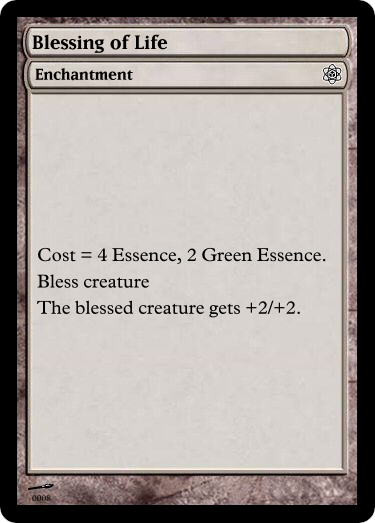 Blessing of Life
Enchantment
Cost = 4 Essence, 2 Green Essence.
Bless creature
The blessed creature gets +2/+2.
0008